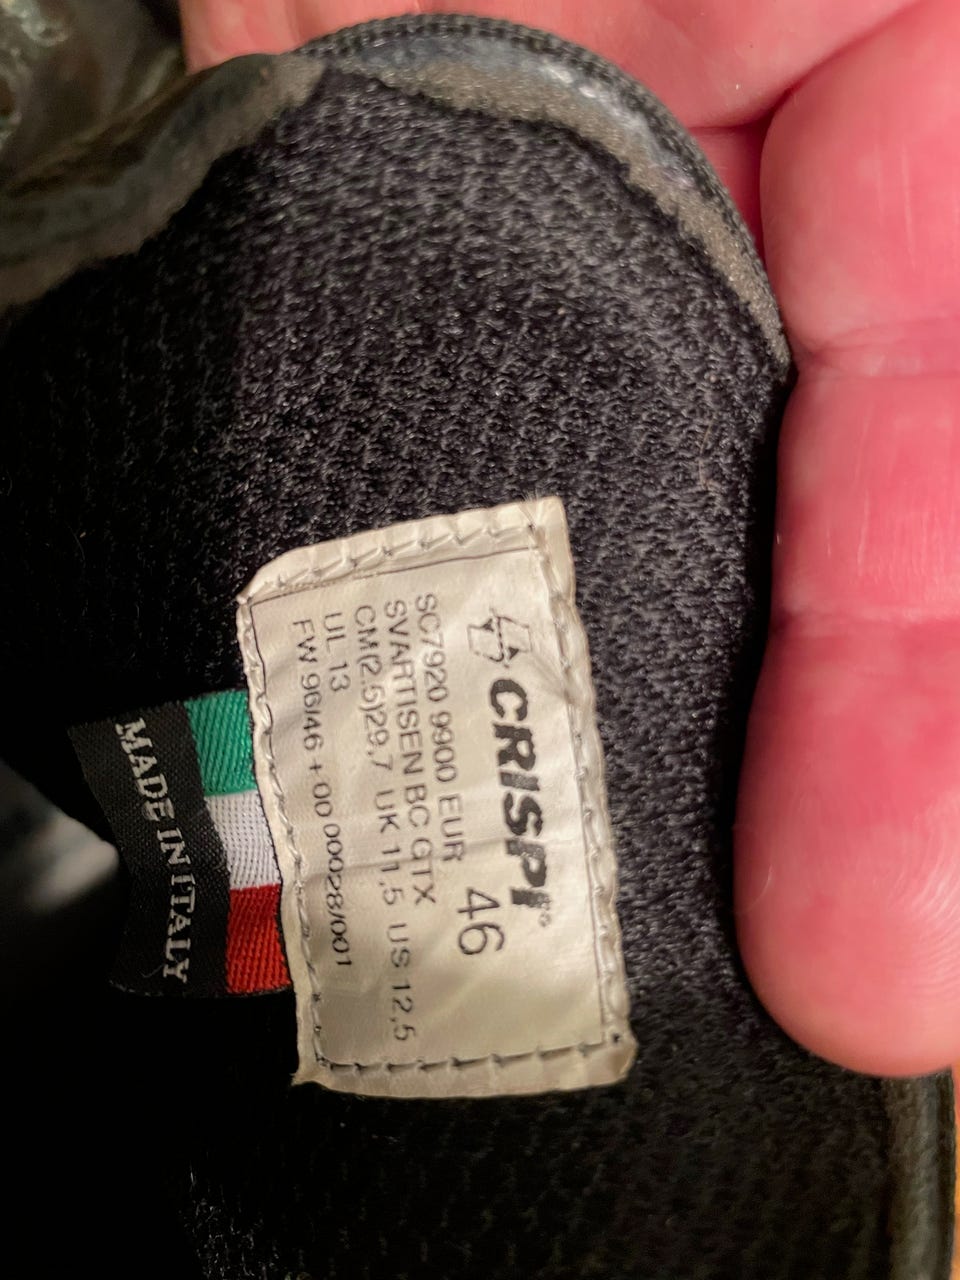 CRISPI®
SC7920 9900 EUR 46
SVARTISEN BC GTX
CM(2.5)29,7 UK 11,5 US 12,5
UL 13
FW 96/46 + 00 00028/001
MADE IN ITALY